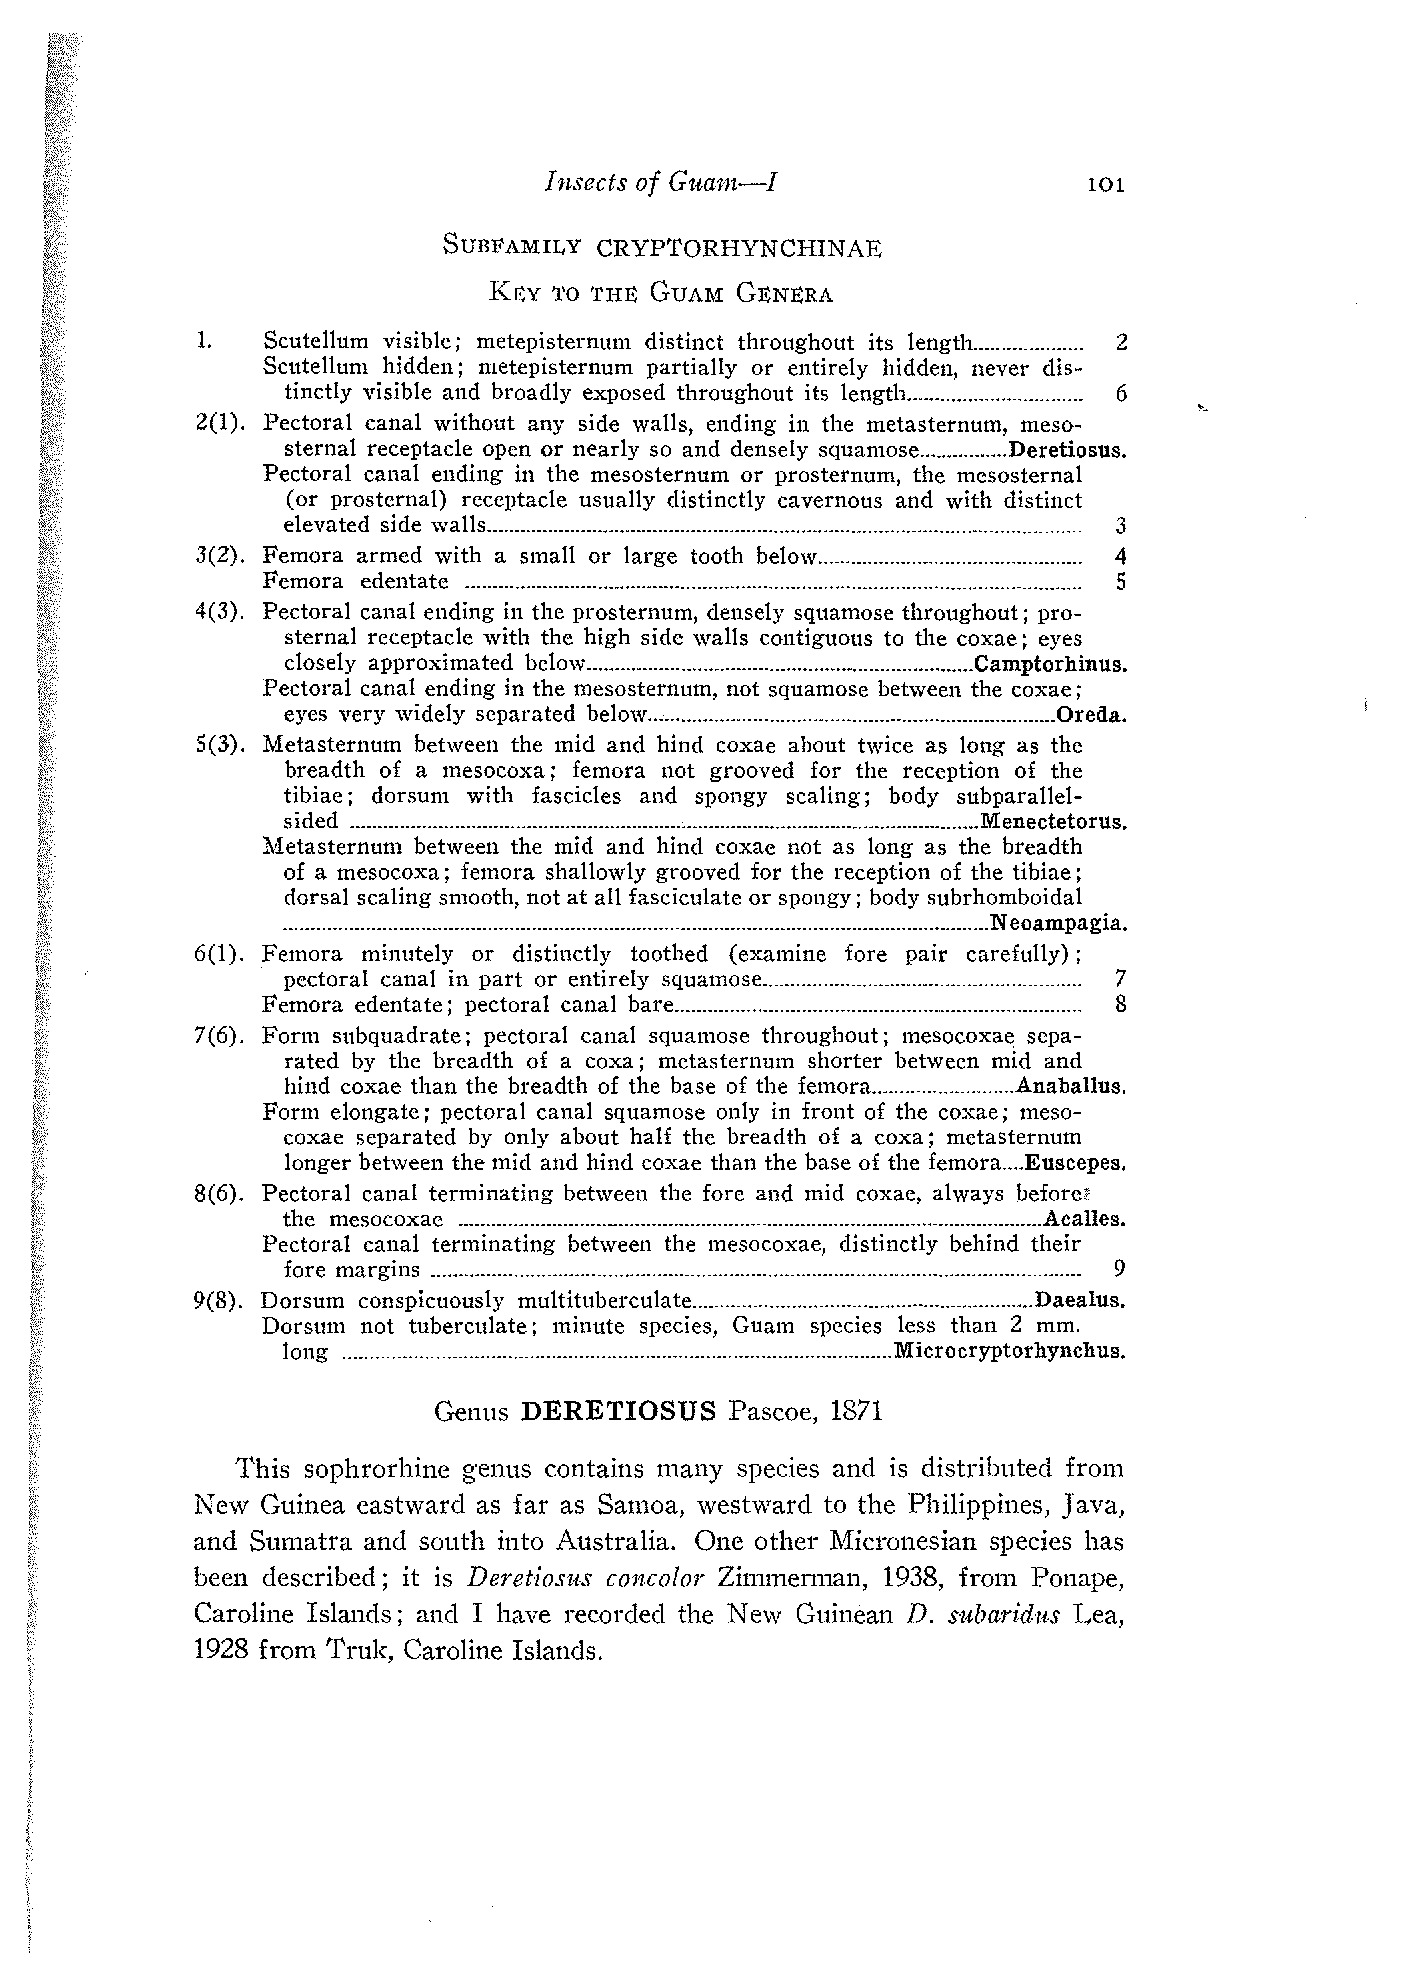 Insects of Guam—I 101
SUBFAMILY CRYPTORHYNCHINAE
KEY TO THE GUAM GENERA
1. Scutellum visible; metepisternum distinct throughout its length 2
Scutellum hidden; metepisternum partially or entirely hidden, never dis-
tinctly visible and broadly exposed throughout its length 6
2(1). Pectoral canal without any side walls, ending in the metasternum, meso-
sternal receptacle open or nearly so and densely squamose Deretiosus.
Pectoral canal ending in the mesosternum or prosternum, the mesosternal
(or prosternal) receptacle usually distinctly cavernous and with distinct
elevated side walls 3
3(2). Femora armed with a small or large tooth below 4
Femora edentate 5
4(3). Pectoral canal ending in the prosternum, densely squamose throughout; pro-
sternal receptacle with the high side walls contiguous to the coxae; eyes
closely approximated below Camptorhinus.
Pectoral canal ending in the mesosternum, not squamose between the coxae;
eyes very widely separated below Oreda.
5(3). Metasternum between the mid and hind coxae about twice as long as the
breadth of a mesocoxa; femora not grooved for the reception of the
tibiae; dorsum with fascicles and spongy scaling; body subparallel-
sided Menectetorus.
Metasternum between the mid and hind coxae not as long as the breadth
of a mesocoxa; femora shallowly grooved for the reception of the tibiae;
dorsal scaling smooth, not at all fasciculate or spongy; body subrhomboidal
Neoampagia.
6(1). Femora minutely or distinctly toothed (examine fore pair carefully);
pectoral canal in part or entirely squamose 7
Femora edentate; pectoral canal bare 8
7(6). Form subquadrate; pectoral canal squamose throughout; mesocoxae sepa-
rated by the breadth of a coxa; metasternum shorter between mid and
hind coxae than the breadth of the base of the femora Anaballus.
Form elongate; pectoral canal squamose only in front of the coxae; meso-
coxae separated by only about half the breadth of a coxa; metasternum
longer between the mid and hind coxae than the base of the femora Euscepes.
8(6). Pectoral canal terminating between the fore and mid coxae, always before
the mesocoxae Acalles.
Pectoral canal terminating between the mesocoxae, distinctly behind their
fore margins 9
9(8). Dorsum conspicuously multituberculate Daealus.
Dorsum not tuberculate; minute species, Guam species less than 2 mm.
long Microcryptorhynchus.
Genus DERETIOSUS Pascoe, 1871
This sophrorhine genus contains many species and is distributed from
New Guinea eastward as far as Samoa, westward to the Philippines, Java,
and Sumatra and south into Australia. One other Micronesian species has
been described; it is Deretiosus concolor Zimmerman, 1938, from Ponape,
Caroline Islands; and I have recorded the New Guinean D. subaridus Lea,
1928 from Truk, Caroline Islands.